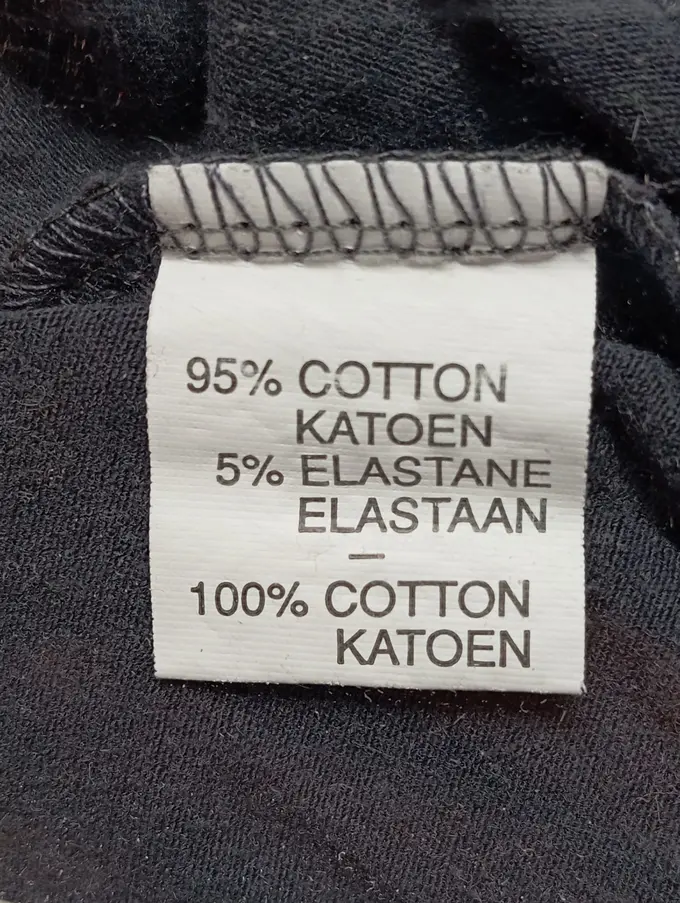 95% COTTON
KATOEN
5% ELASTANE
ELASTAAN
–
100% COTTON
KATOEN